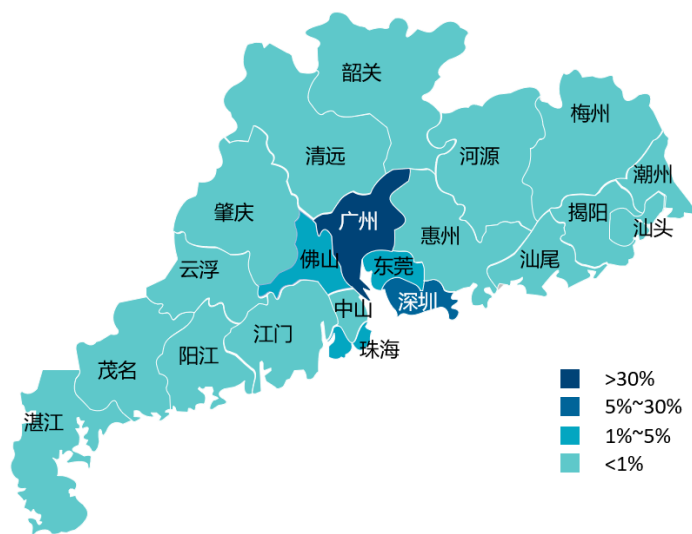 韶关
梅州
清远
河源
潮州
肇庆
广州
惠州
揭阳
汕头
云浮
佛山
东莞
汕尾
深圳
中山
江门
珠海
茂名
阳江
湛江
>30%
5%~30%
1%~5%
<1%